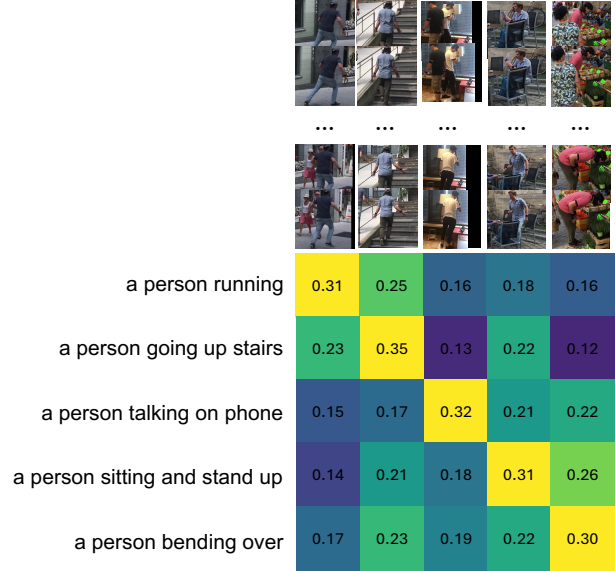 ... ... ... ... ...
a person running 0.31 0.25 0.16 0.18 0.16
a person going up stairs 0.23 0.35 0.13 0.22 0.12
a person talking on phone 0.15 0.17 0.32 0.21 0.22
a person sitting and stand up 0.14 0.21 0.18 0.31 0.26
a person bending over 0.17 0.23 0.19 0.22 0.30